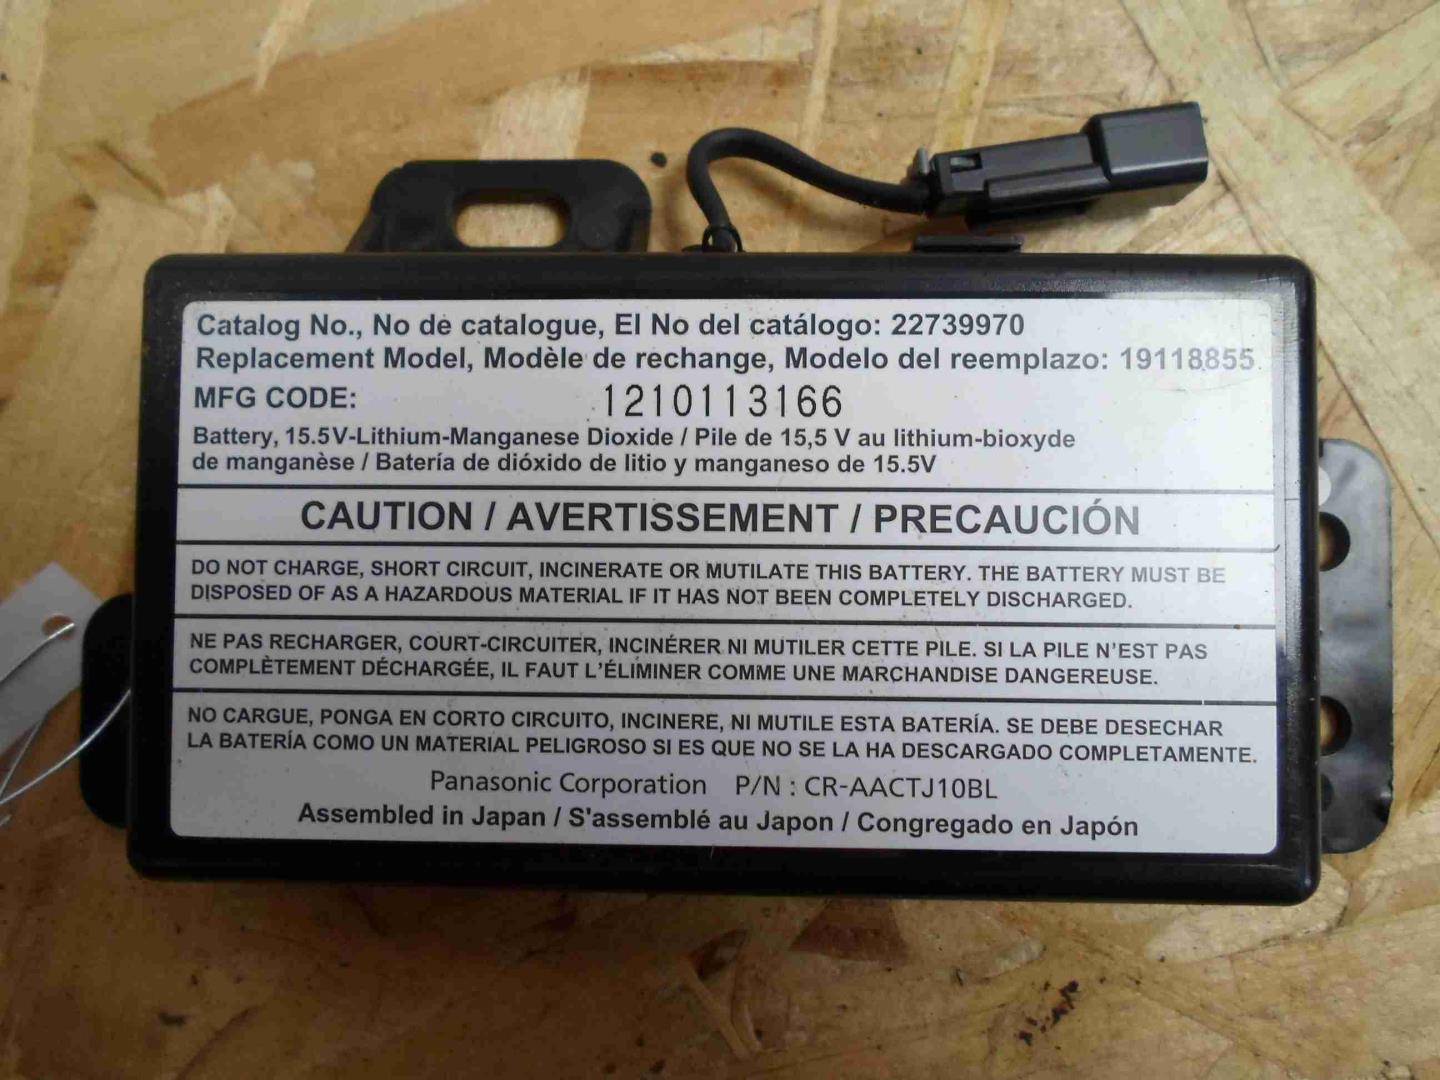 Catalog No., No de catalogue, El No del catálogo: 22739970
Replacement Model, Modèle de rechange, Modelo del reemplazo: 19118855
MFG CODE: 1210113166
Battery, 15.5V-Lithium-Manganese Dioxide / Pile de 15,5 V au lithium-bioxyde
de manganèse / Batería de dióxido de litio y manganeso de 15.5V
CAUTION / AVERTISSEMENT / PRECAUCIÓN
DO NOT CHARGE, SHORT CIRCUIT, INCINERATE OR MUTILATE THIS BATTERY. THE BATTERY MUST BE
DISPOSED OF AS A HAZARDOUS MATERIAL IF IT HAS NOT BEEN COMPLETELY DISCHARGED.
NE PAS RECHARGER, COURT-CIRCUITER, INCINÉRER NI MUTILER CETTE PILE. SI LA PILE N'EST PAS
COMPLÈTEMENT DÉCHARGÉE, IL FAUT L'ÉLIMINER COMME UNE MARCHANDISE DANGEREUSE.
NO CARGUE, PONGA EN CORTO CIRCUITO, INCINERE, NI MUTILE ESTA BATERÍA. SE DEBE DESECHAR
LA BATERÍA COMO UN MATERIAL PELIGROSO SI ES QUE NO SE LA HA DESCARGADO COMPLETAMENTE.
Panasonic Corporation P/N : CR-AACTJ10BL
Assembled in Japan / S'assemblé au Japon / Congregado en Japón